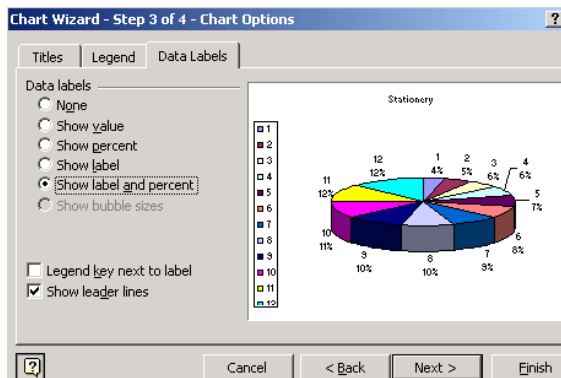 Chart Wizard - Step 3 of 4 - Chart Options
?
Titles
Legend
Data Labels
Data labels
None
Show value
Show percent
Show label
Show label and percent
Show bubble sizes
Legend key next to label
Show leader lines
Stationery
1
2
3
4
5
6
7
8
9
10
11
12
1
4%
2
5%
3
6%
4
6%
5
7%
6
8%
7
9%
8
10%
9
10%
10
11%
11
12%
12
12%
?
Cancel
< Back
Next >
Finish